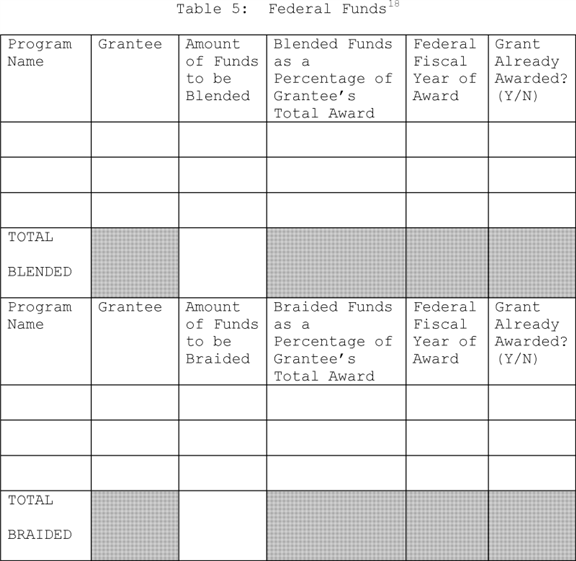 Table 5: Federal Funds18
Program Name
Grantee
Amount of Funds to be Blended
Blended Funds as a Percentage of Grantee's Total Award
Federal Fiscal Year of Award
Grant Already Awarded? (Y/N)
TOTAL
BLENDED
Program Name
Grantee
Amount of Funds to be Braided
Braided Funds as a Percentage of Grantee's Total Award
Federal Fiscal Year of Award
Grant Already Awarded? (Y/N)
TOTAL
BRAIDED